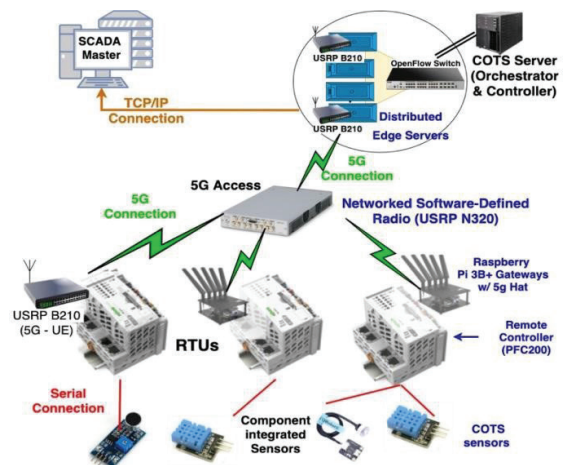 SCADA
Master
USRP B210
OpenFlow Switch
COTS Server
(Orchestrator
& Controller)
TCP/IP
Connection
USRP B210
Distributed
Edge Servers
5G
Connection
5G Access
5G
Connection
Networked Software-Defined
Radio (USRP N320)
Raspberry
Pi 3B+ Gateways
w/ 5g Hat
USRP B210
(5G - UE)
RTUs
Remote
Controller
(PFC200)
Serial
Connection
Component
integrated
Sensors
COTS
sensors